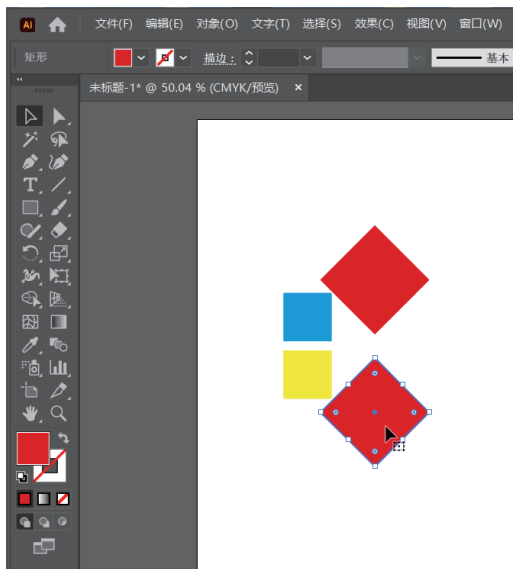 Ai 文件(F) 编辑(E) 对象(O) 文字(T) 选择(S) 效果(C) 视图(V) 窗口(W)
矩形 描边: 基本
未标题-1* @ 50.04 % (CMYK/预览) ×